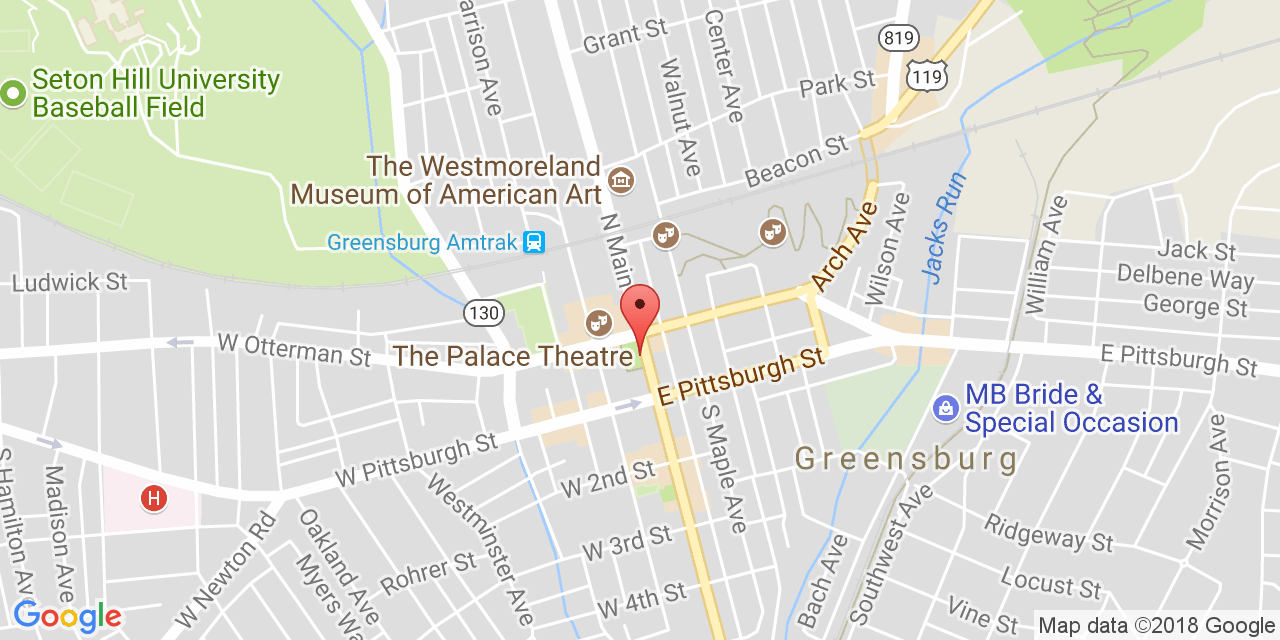 Grant St
Center Ave
819
119
Seton Hill University
Baseball Field
Walnut Ave
Park St
Beacon St
The Westmoreland
Museum of American Art
Greensburg Amtrak
N Main
Arch Ave
Wilson Ave
Jacks Run
William Ave
Jack St
Delbene Way
George St
Ludwick St
130
W Otterman St
The Palace Theatre
E Pittsburgh St
E Pittsburgh St
MB Bride &
Special Occasion
S Maple Ave
Greensburg
W Pittsburgh St
W 2nd St
H
S Hamilton Ave
Madison Ave
W Newton Rd
Oakland Ave
Westminster Ave
Rohrer St
W 3rd St
W 4th St
Bach Ave
Southwest Ave
Ridgeway St
Morrison Ave
Locust St
Vine St
Google
Map data ©2018 Google